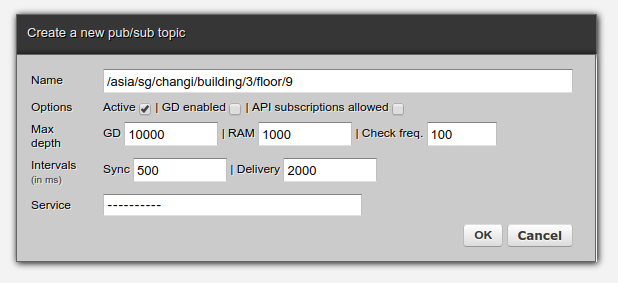 Create a new pub/sub topic
Name /asia/sg/changi/building/3/floor/9
Options Active | GD enabled | API subscriptions allowed
Max depth GD 10000 | RAM 1000 | Check freq. 100
Intervals (in ms) Sync 500 | Delivery 2000
Service ----------
OK Cancel